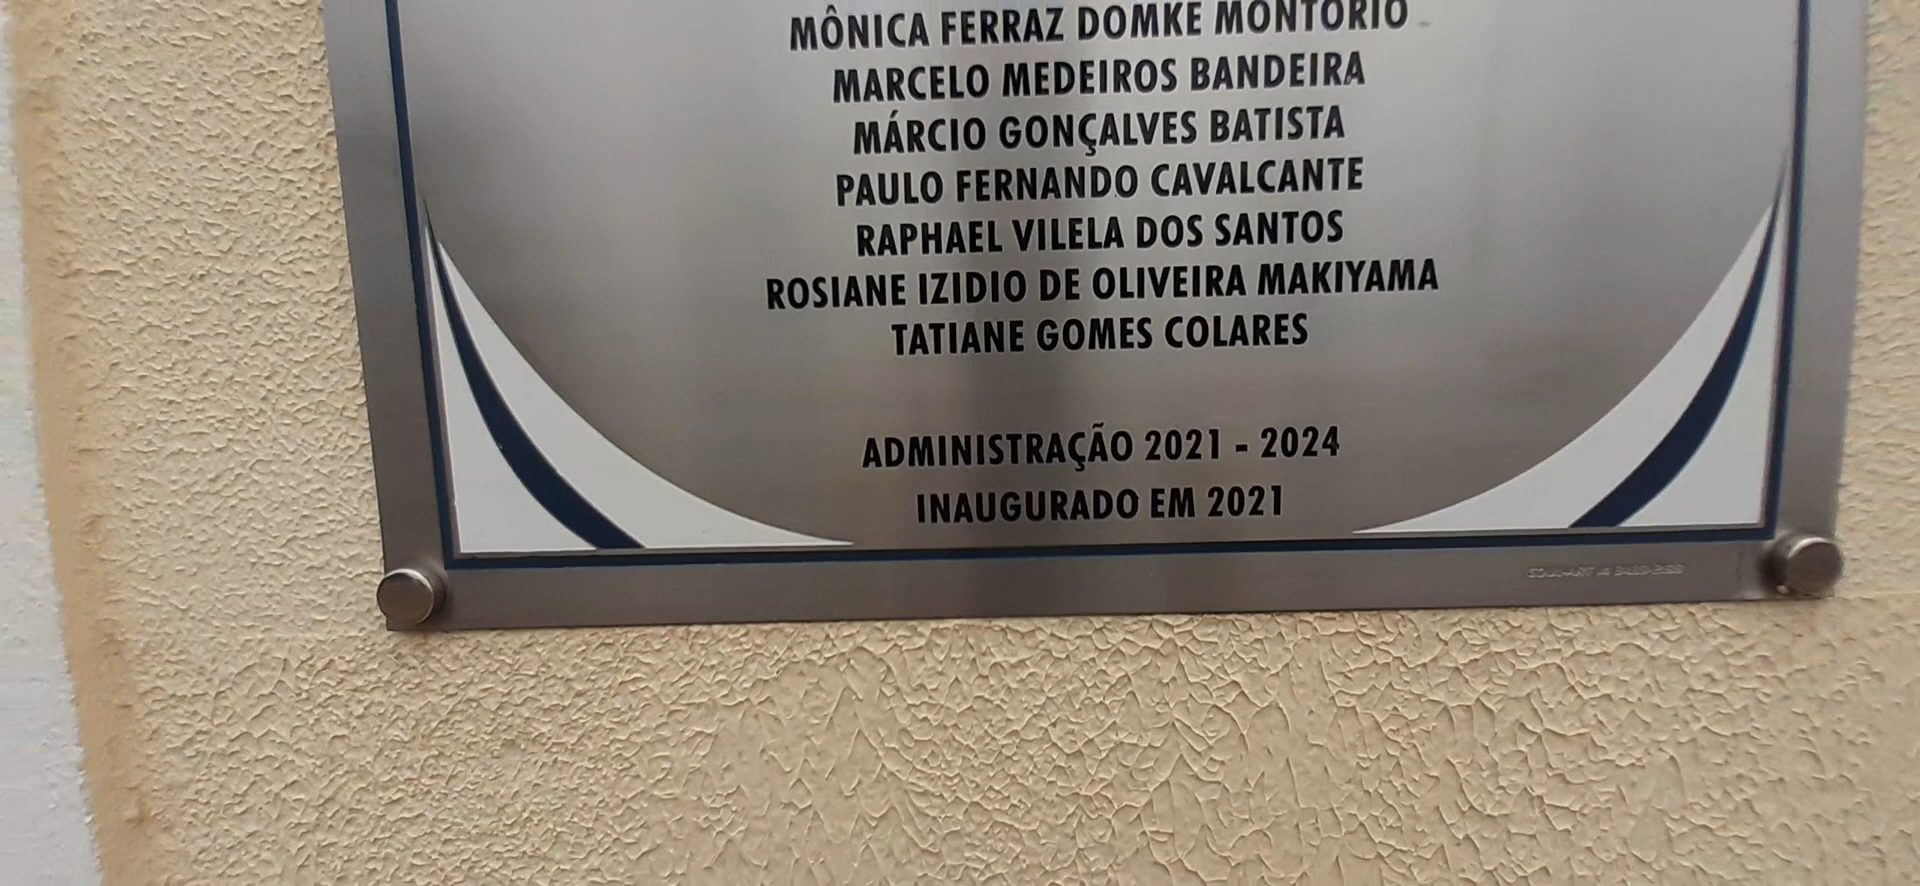 MÔNICA FERRAZ DOMKE MONTORIO
MARCELO MEDEIROS BANDEIRA
MÁRCIO GONÇALVES BATISTA
PAULO FERNANDO CAVALCANTE
RAPHAEL VILELA DOS SANTOS
ROSIANE IZIDIO DE OLIVEIRA MAKIYAMA
TATIANE GOMES COLARES
ADMINISTRAÇÃO 2021 - 2024
INAUGURADO EM 2021